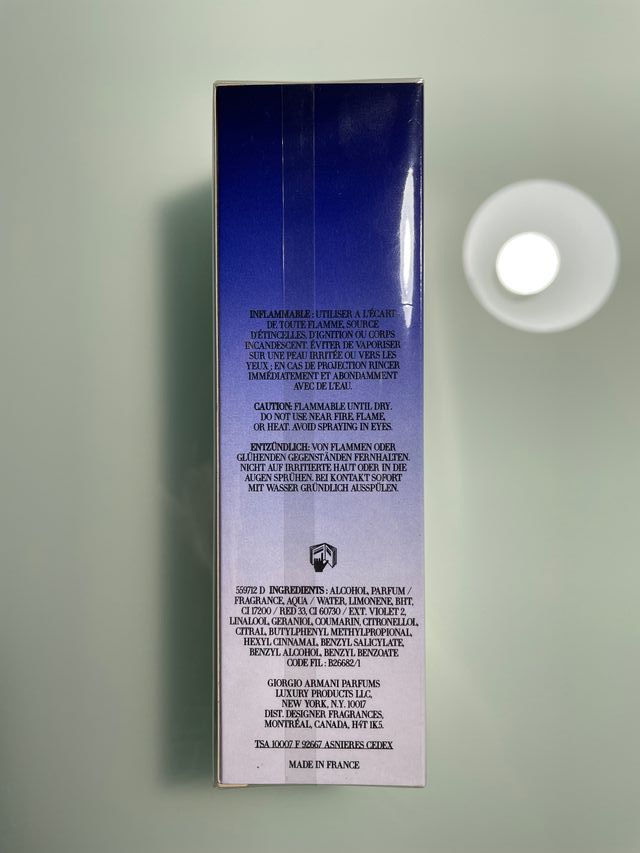 INFLAMMABLE : UTILISER A L'ÉCART
DE TOUTE FLAMME, SOURCE
D'ÉTINCELLES, D'IGNITION OU CORPS
INCANDESCENT. ÉVITER DE VAPORISER
SUR UNE PEAU IRRITÉE OU VERS LES
YEUX ; EN CAS DE PROJECTION RINCER
IMMÉDIATEMENT ET ABONDAMMENT
AVEC DE L'EAU.
CAUTION: FLAMMABLE UNTIL DRY.
DO NOT USE NEAR FIRE, FLAME,
OR HEAT. AVOID SPRAYING IN EYES.
ENTZÜNDLICH: VON FLAMMEN ODER
GLÜHENDEN GEGENSTÄNDEN FERNHALTEN.
NICHT AUF IRRITIERTE HAUT ODER IN DIE
AUGEN SPRÜHEN. BEI KONTAKT SOFORT
MIT WASSER GRÜNDLICH AUSSPÜLEN.
559712 D INGREDIENTS : ALCOHOL, PARFUM /
FRAGRANCE, AQUA / WATER, LIMONENE, BHT,
CI 17200 / RED 33, CI 60730 / EXT. VIOLET 2,
LINALOOL, GERANIOL, COUMARIN, CITRONELLOL,
CITRAL, BUTYLPHENYL METHYLPROPIONAL,
HEXYL CINNAMAL, BENZYL SALICYLATE,
BENZYL ALCOHOL, BENZYL BENZOATE
CODE FIL : B26682/1
GIORGIO ARMANI PARFUMS
LUXURY PRODUCTS LLC,
NEW YORK, N.Y. 10017
DIST. DESIGNER FRAGRANCES,
MONTRÉAL, CANADA, H4T 1K5.
TSA 10007 F 92667 ASNIERES CEDEX
MADE IN FRANCE